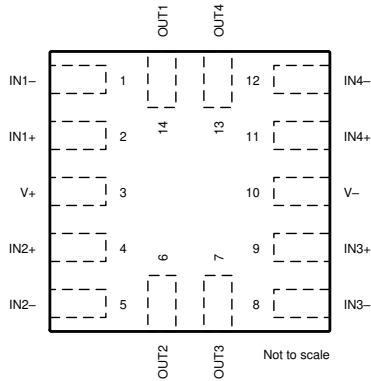 OUT1
OUT4
IN1– 1 14 13 12 IN4–
IN1+ 2 11 IN4+
V+ 3 10 V–
IN2+ 4 6 7 9 IN3+
IN2– 5 8 IN3–
OUT2
OUT3
Not to scale